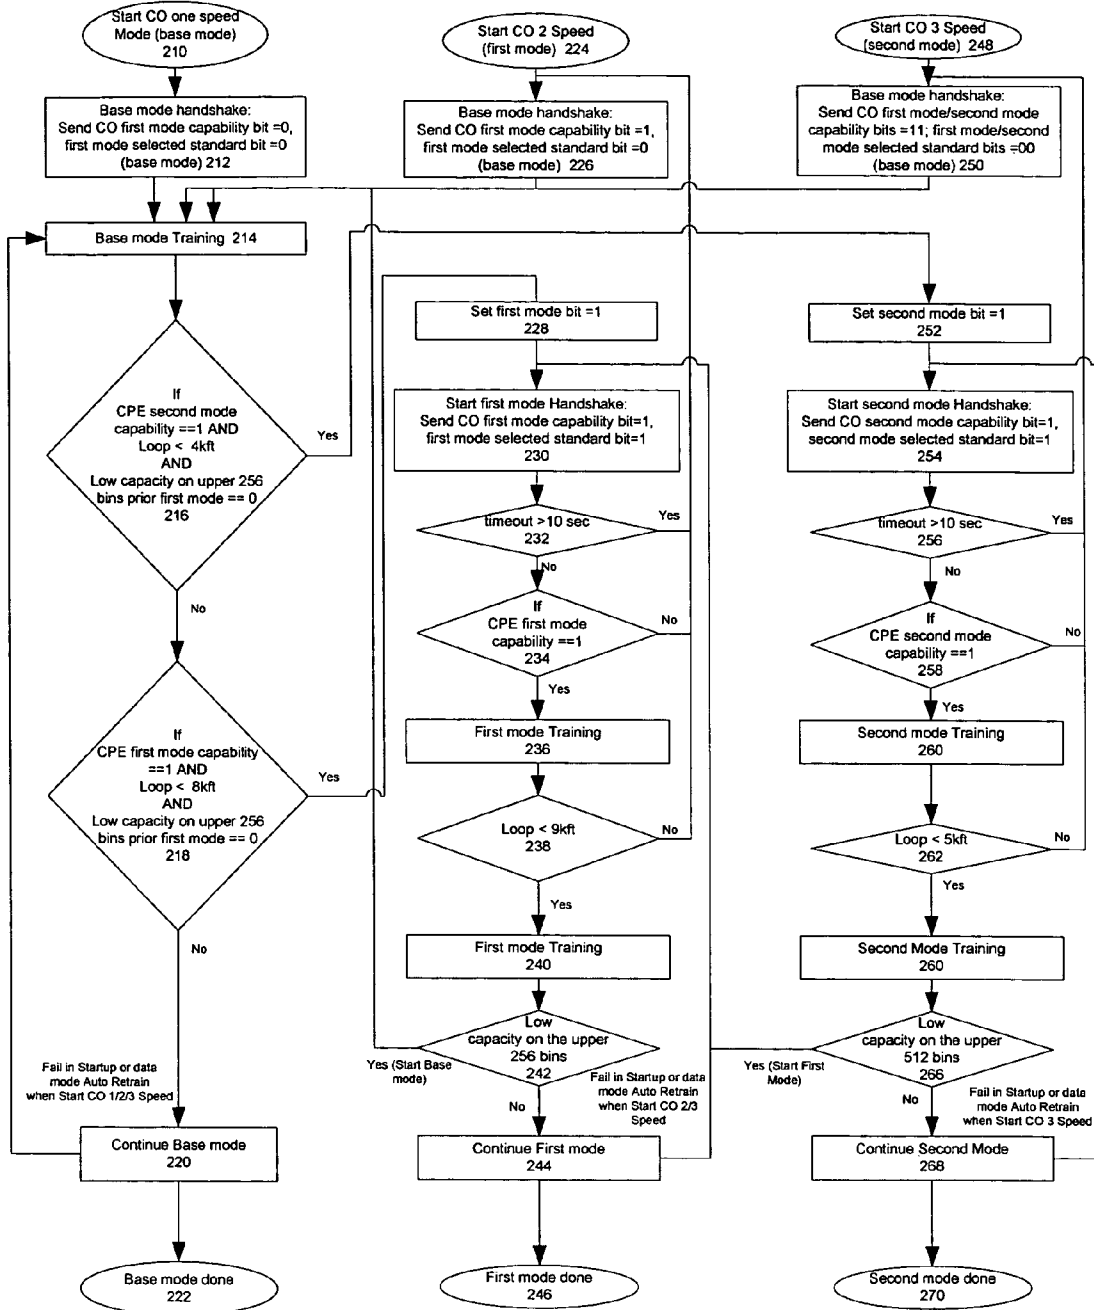 Start CO one speed
Mode (base mode)
210
Base mode handshake:
Send CO first mode capability bit =0,
first mode selected standard bit=0
(base mode) 212
Base mode Training 214
If
CPE second mode
capability ==1 AND
Loop < 4kft
AND
Low capacity on upper 256
bins prior first mode == 0
216
Yes
No
If
CPE first mode capability
==1 AND
Loop < 8kft
AND
Low capacity on upper 256
bins prior first mode == 0
218
Yes
No
Fail in Startup or data
mode Auto Retrain
when Start CO 1/2/3 Speed
Continue Base mode
220
Base mode done
222
Start CO 2 Speed
(first mode) 224
Base mode handshake:
Send CO first mode capability bit =1,
first mode selected standard bit=0
(base mode) 226
Set first mode bit =1
228
Start first mode Handshake:
Send CO first mode capability bit=1,
first mode selected standard bit=1
230
timeout >10 sec
232
Yes
No
If
CPE first mode
capability ==1
234
No
Yes
First mode Training
236
Loop < 9kft
238
No
Yes
First mode Training
240
Low
capacity on the upper
256 bins
242
Yes (Start Base
mode)
No
Fail in Startup or data
mode Auto Retrain
when Start CO 2/3
Speed
Continue First mode
244
First mode done
246
Start CO 3 Speed
(second mode) 248
Base mode handshake:
Send CO first mode/second mode
capability bits =11; first mode/second
mode selected standard bits =00
(base mode) 250
Set second mode bit =1
252
Start second mode Handshake:
Send CO second mode capability bit=1,
second mode selected standard bit=1
254
timeout >10 sec
256
Yes
No
If
CPE second mode
capability ==1
258
No
Yes
Second mode Training
260
Loop < 5kft
262
No
Yes
Second Mode Training
260
Low
capacity on the upper
512 bins
266
Yes (Start First
Mode)
No
Fail in Startup or data
mode Auto Retrain
when Start CO 3 Speed
Continue Second Mode
268
Second mode done
270